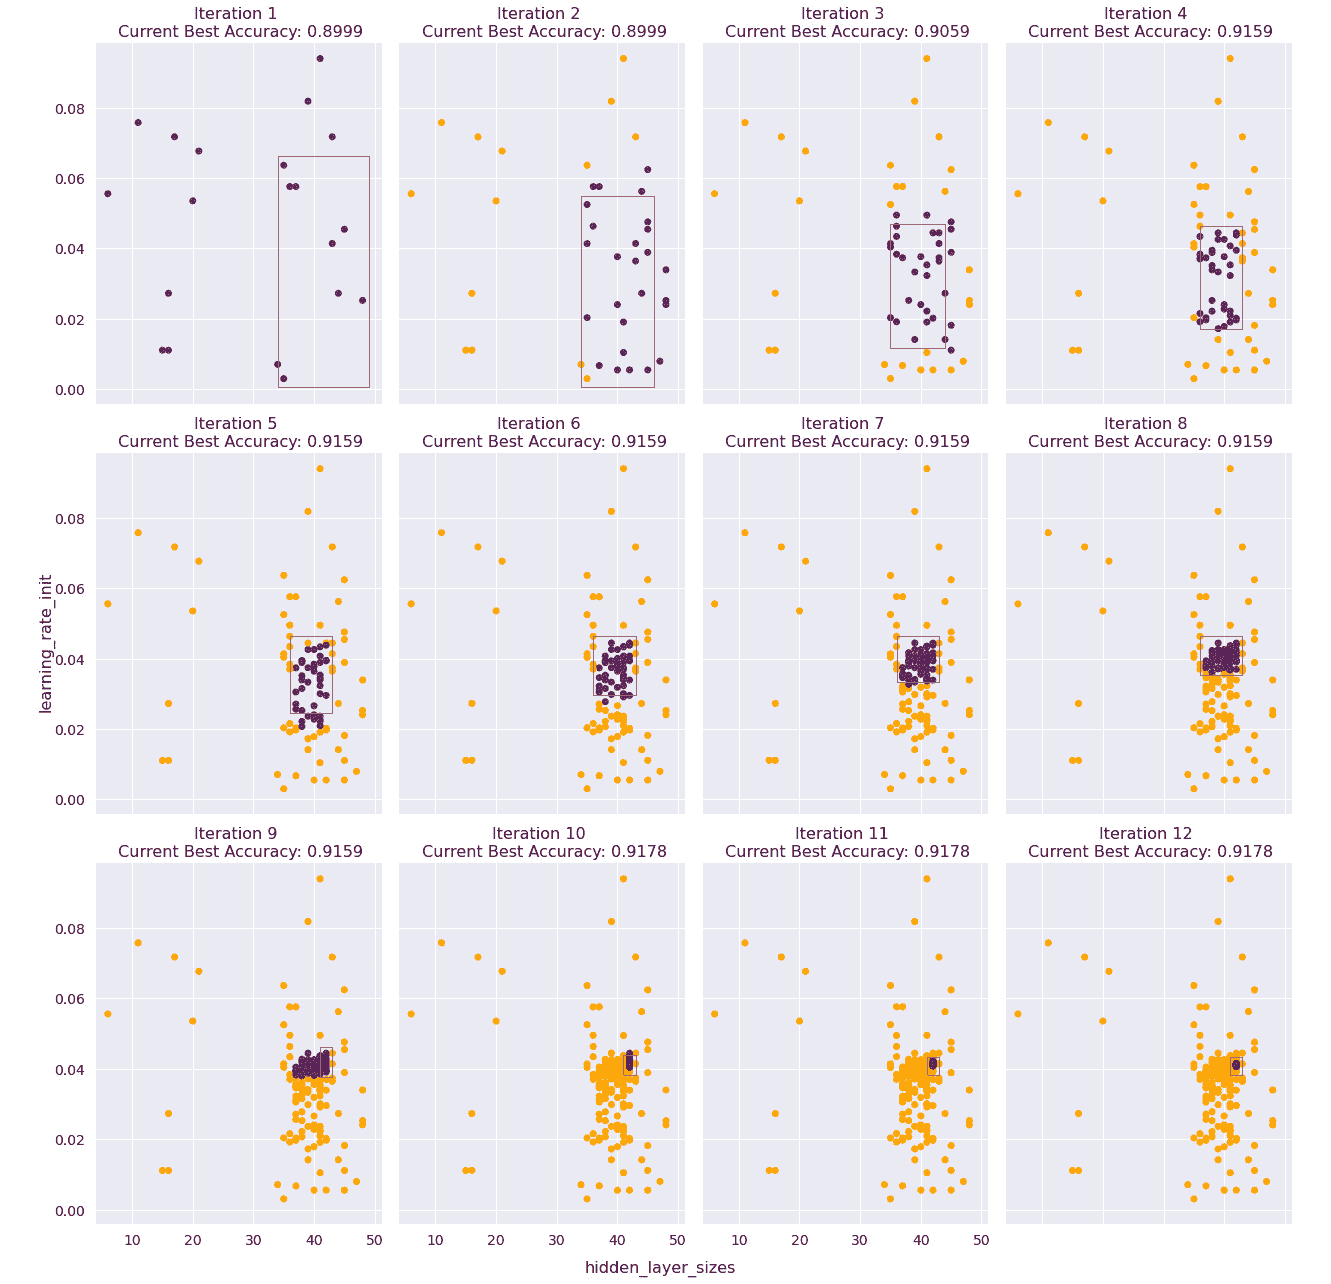 Iteration 1
Current Best Accuracy: 0.8999
Iteration 2
Current Best Accuracy: 0.8999
Iteration 3
Current Best Accuracy: 0.9059
Iteration 4
Current Best Accuracy: 0.9159
0.08
0.06
0.04
0.02
0.00
Iteration 5
Current Best Accuracy: 0.9159
Iteration 6
Current Best Accuracy: 0.9159
Iteration 7
Current Best Accuracy: 0.9159
Iteration 8
Current Best Accuracy: 0.9159
learning_rate_init
0.08
0.06
0.04
0.02
0.00
Iteration 9
Current Best Accuracy: 0.9159
Iteration 10
Current Best Accuracy: 0.9178
Iteration 11
Current Best Accuracy: 0.9178
Iteration 12
Current Best Accuracy: 0.9178
0.08
0.06
0.04
0.02
0.00
10 20 30 40 50
10 20 30 40 50
10 20 30 40 50
hidden_layer_sizes